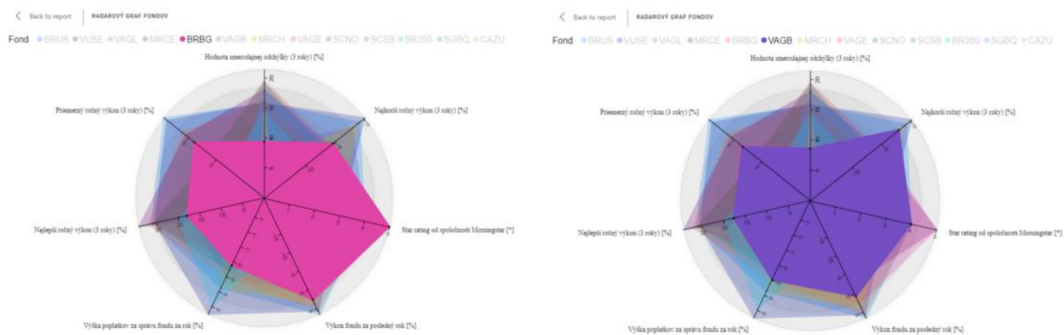 Back to report RADAROVÝ GRAF FONDOV
Fond BRUS VUSE VAGL MRCE BRBG VAGB MRCH VAGE SCNO SCSB BR350 SGBQ CAZU
Hodnota smerodajnej odchýlky (3 roky) [%]
Priemerný ročný výkon (3 roky) [%]
Najhorší ročný výkon (3 roky) [%]
Najlepší ročný výkon (3 roky) [%]
Star rating od spoločnosti Morningstar [*]
Výška poplatkov za správu fondu za rok [%]
Výkon fondu za posledný rok [%]
Back to report RADAROVÝ GRAF FONDOV
Fond BRUS VUSE VAGL MRCE BRBG VAGB MRCH VAGE SCNO SCSB BR350 SGBQ CAZU
Hodnota smerodajnej odchýlky (3 roky) [%]
Priemerný ročný výkon (3 roky) [%]
Najhorší ročný výkon (3 roky) [%]
Najlepší ročný výkon (3 roky) [%]
Star rating od spoločnosti Morningstar [*]
Výška poplatkov za správu fondu za rok [%]
Výkon fondu za posledný rok [%]